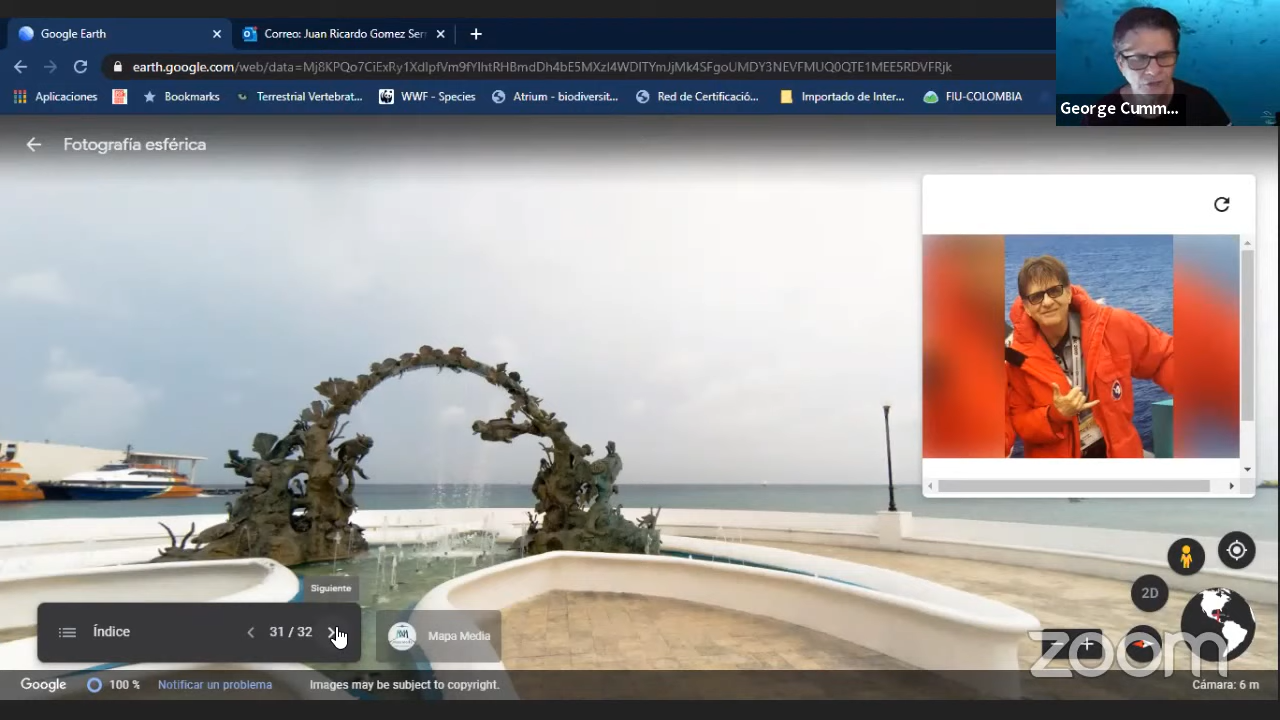 Google Earth
Correo: Juan Ricardo Gomez Serr
earth.google.com/web/data=Mj8KPQo7CiExRy1XdlpfVm9fYlhtRHBmdDh4bE5MXzl4WDlTYmJjMk4SFgoUMDY3NEVFMUQ0QTE1MEE5RDVFRjk
Aplicaciones
Bookmarks
Terrestrial Vertebrat...
WWF - Species
Atrium - biodiversit...
Red de Certificació...
Importado de Inter...
FIU-COLOMBIA
George Cumm...
Fotografía esférica
Siguiente
Índice
31 / 32
Mapa Media
2D
zoom
Google
100 %
Notificar un problema
Images may be subject to copyright.
Cámara: 6 m